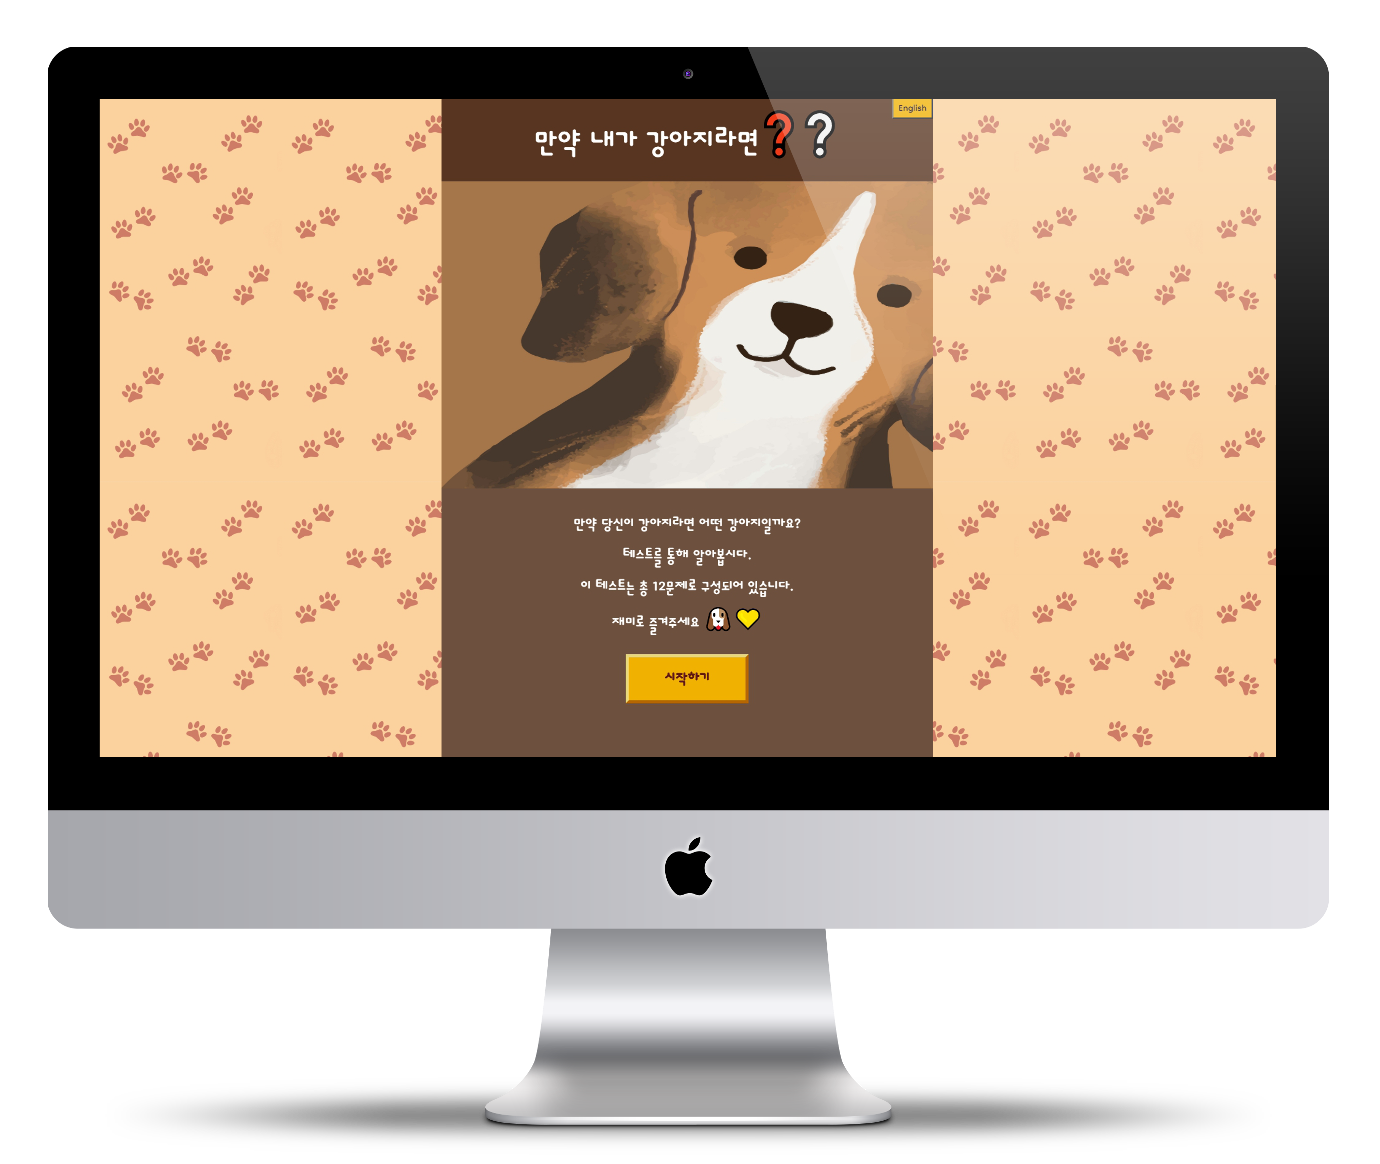 English
만약 내가 강아지라면❓❔
만약 당신이 강아지라면 어떤 강아지일까요?
테스트를 통해 알아봅시다.
이 테스트는 총 12문제로 구성되어 있습니다.
재미로 즐겨주세요 🐶💛
시작하기